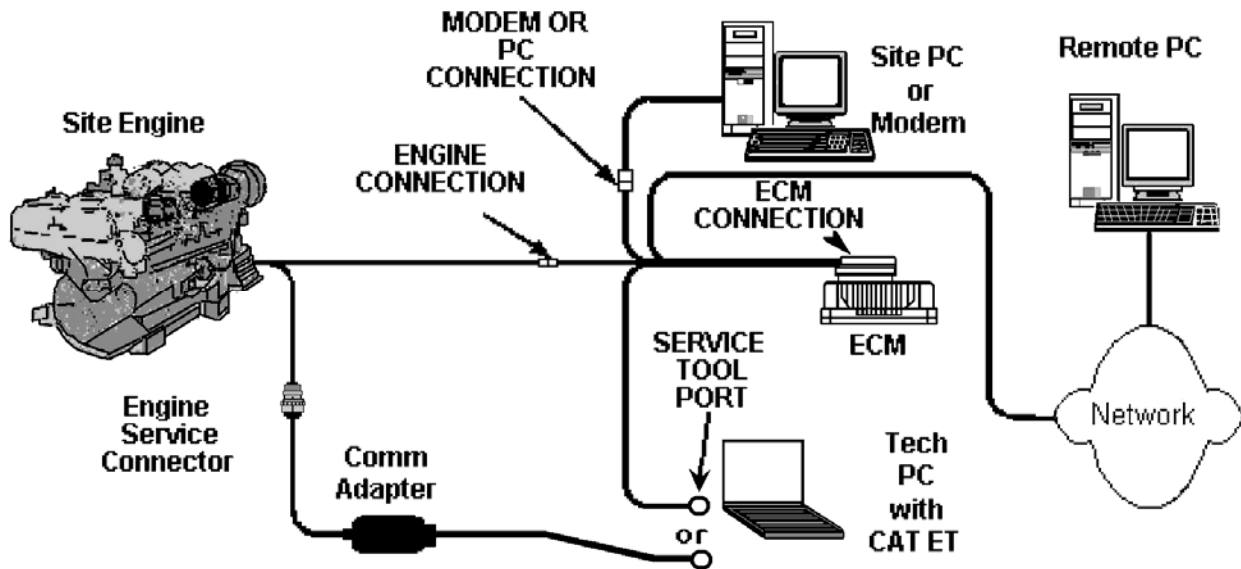 MODEM OR
PC
CONNECTION
Site PC
or
Modem
Remote PC
Site Engine
ENGINE
CONNECTION
ECM
CONNECTION
ECM
SERVICE
TOOL
PORT
Network
Engine
Service
Connector
Comm
Adapter
Tech
PC
with
CAT ET
or